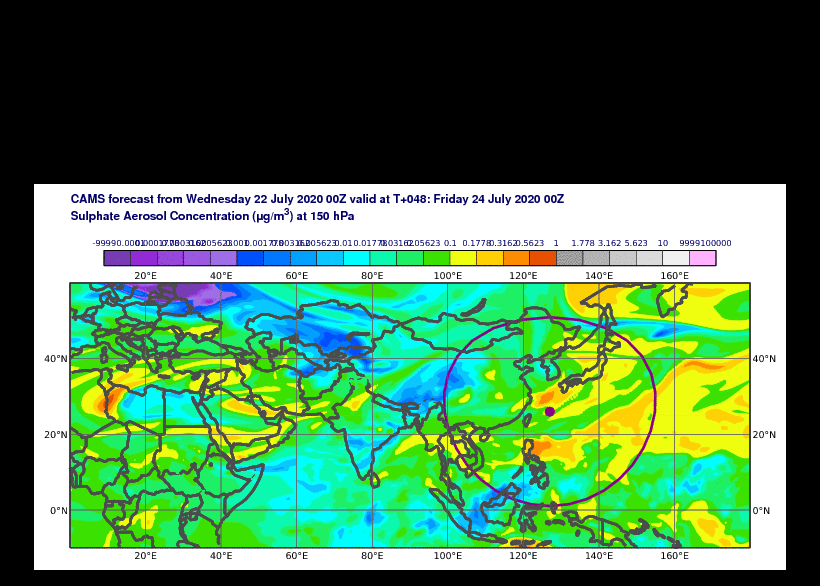 CAMS forecast from Wednesday 22 July 2020 00Z valid at T+048: Friday 24 July 2020 00Z
Sulphate Aerosol Concentration (μg/m3) at 150 hPa
0.1 0.1778 0.3162 0.5623 1 1.778 3.162 5.623 10 9999100000
20°E 40°E 60°E 80°E 100°E 120°E 140°E 160°E
40°N 40°N
20°N 20°N
0°N 0°N
20°E 40°E 60°E 80°E 100°E 120°E 140°E 160°E